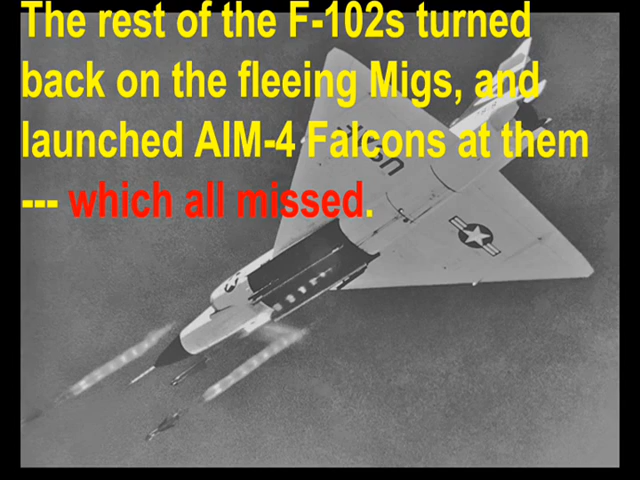 The rest of the F-102s turned
back on the fleeing Migs, and
launched AIM-4 Falcons at them
--- which all missed.
USAF